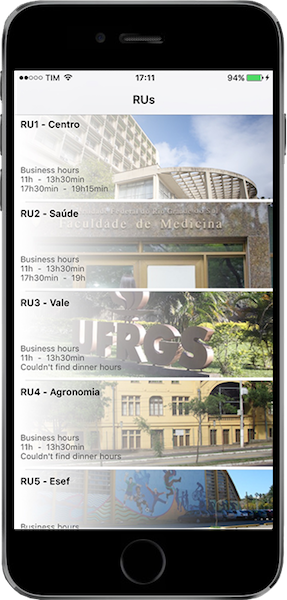 TIM 17:11 94%
RUs
RU1 - Centro
Business hours
11h - 13h30min
17h30min - 19h15min
RU2 - Saúde
Faculdade de Medicina
Business hours
11h - 13h30min
17h30min - 19h
RU3 - Vale
UFRGS
Business hours
11h - 13h30min
Couldn't find dinner hours
RU4 - Agronomia
Business hours
11h - 13h30min
Couldn't find dinner hours
RU5 - Esef
Business hours